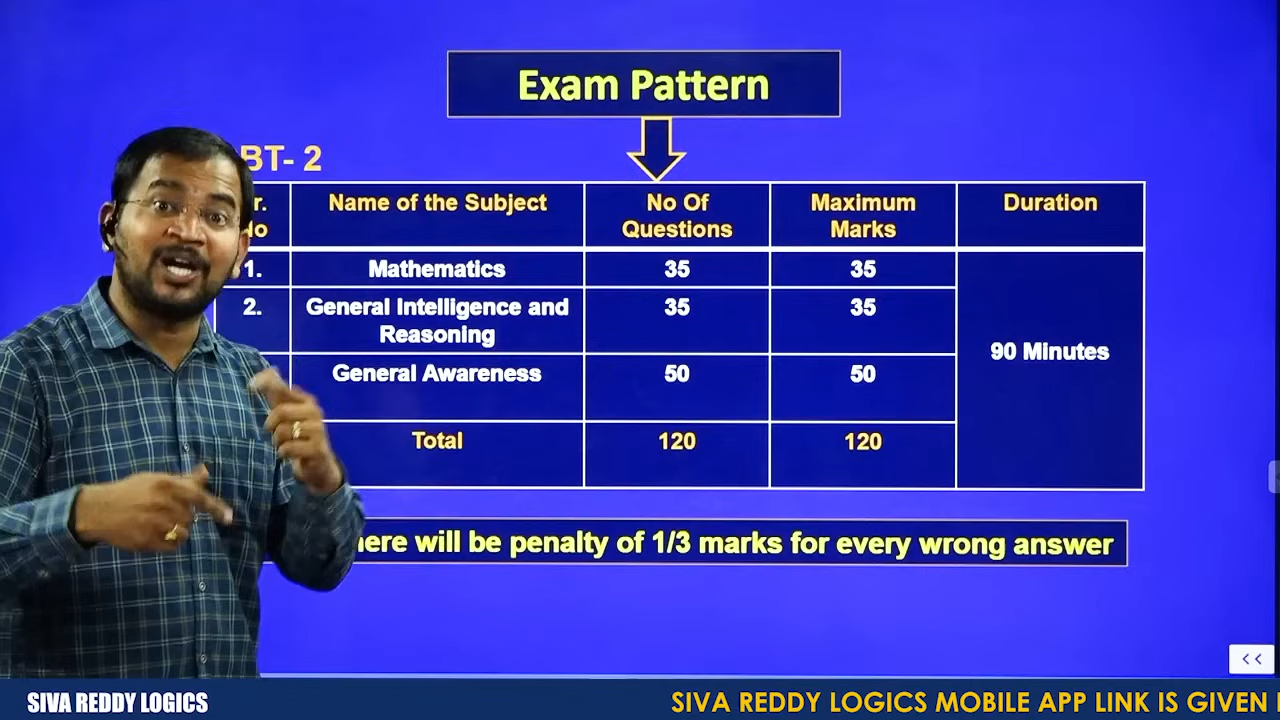 Exam Pattern
BT- 2
r. No Name of the Subject No Of Questions Maximum Marks Duration
1. Mathematics 35 35
2. General Intelligence and Reasoning 35 35
90 Minutes
General Awareness 50 50
Total 120 120
here will be penalty of 1/3 marks for every wrong answer
<<
SIVA REDDY LOGICS
SIVA REDDY LOGICS MOBILE APP LINK IS GIVEN